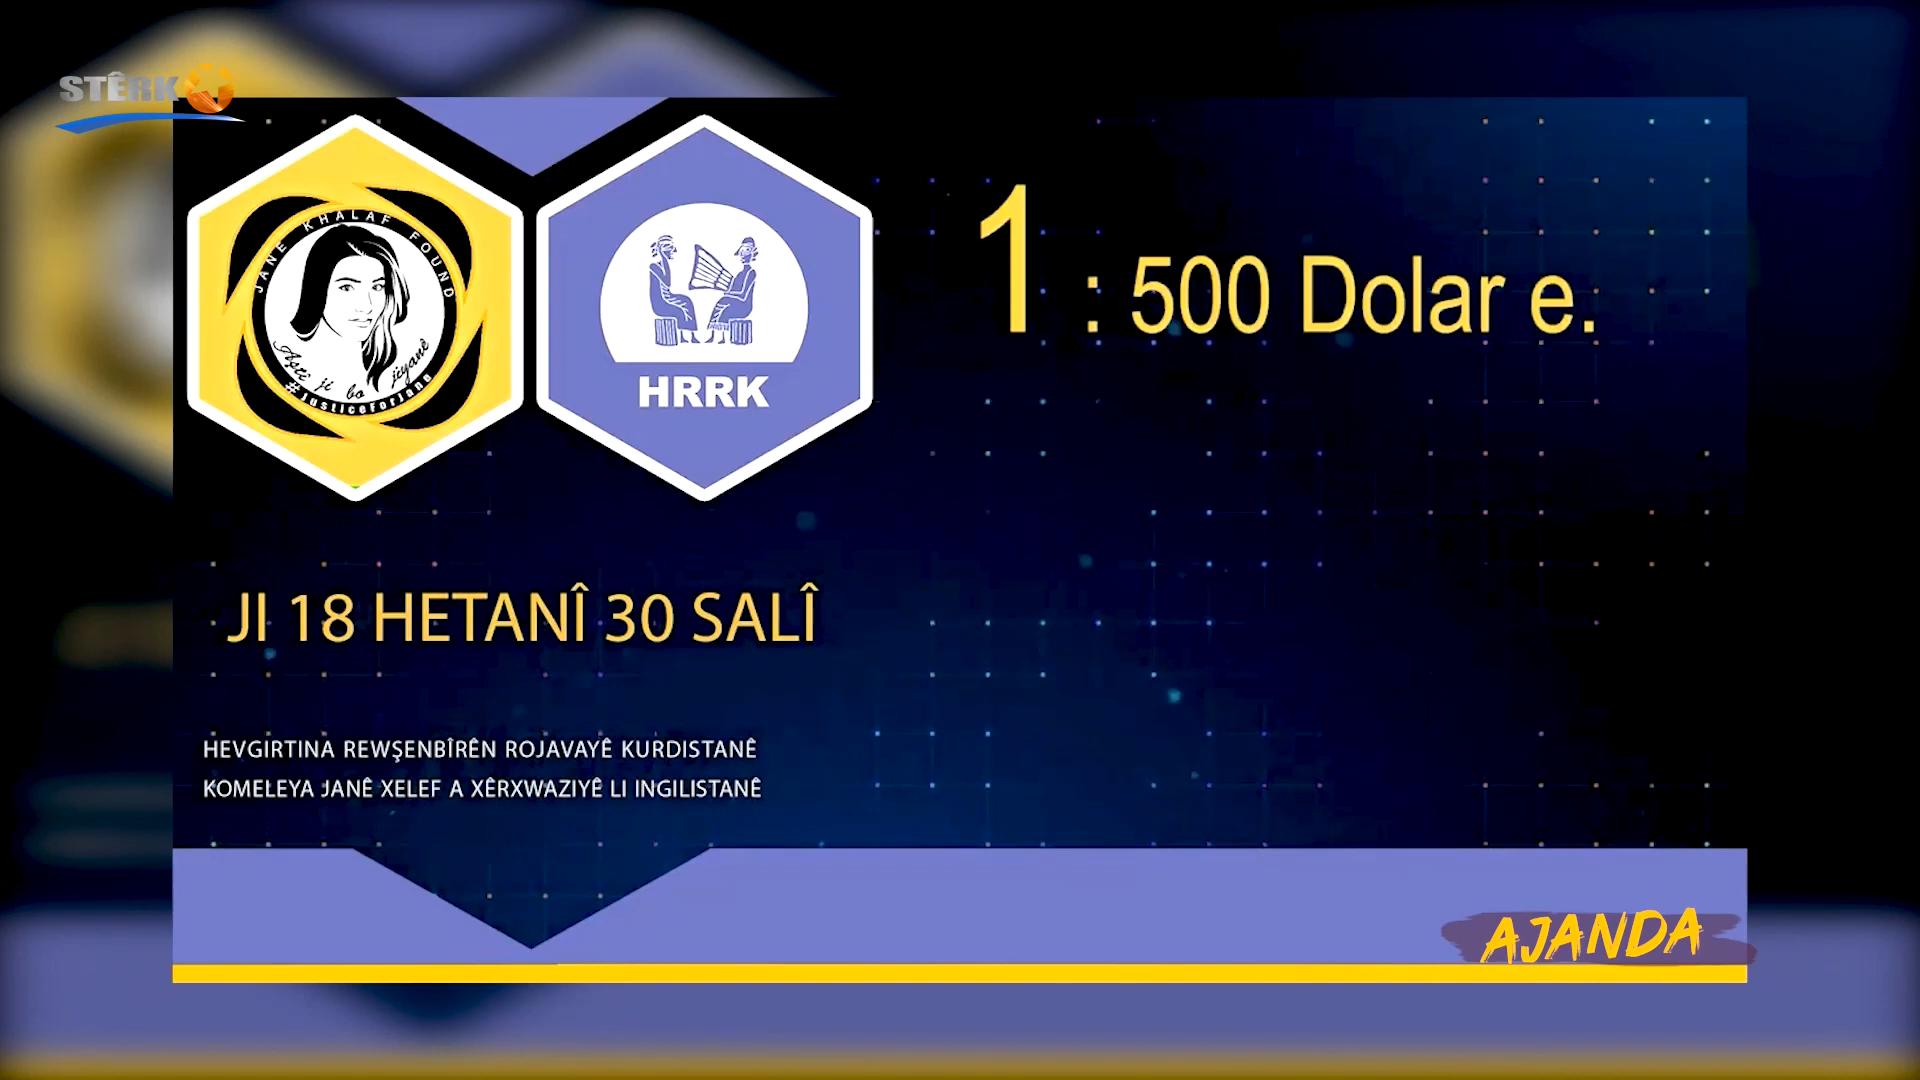 STÊRK
JANE KHALAF FOUND
Aştî ji bo jiyanê
#JusticeForJane
HRRK
1 : 500 Dolar e.
JI 18 HETANÎ 30 SALÎ
HEVGIRTINA REWŞENBÎRÊN ROJAVAYÊ KURDISTANÊ
KOMELEYA JANÊ XELEF A XÊRXWAZIYÊ LI INGILISTANÊ
AJANDA